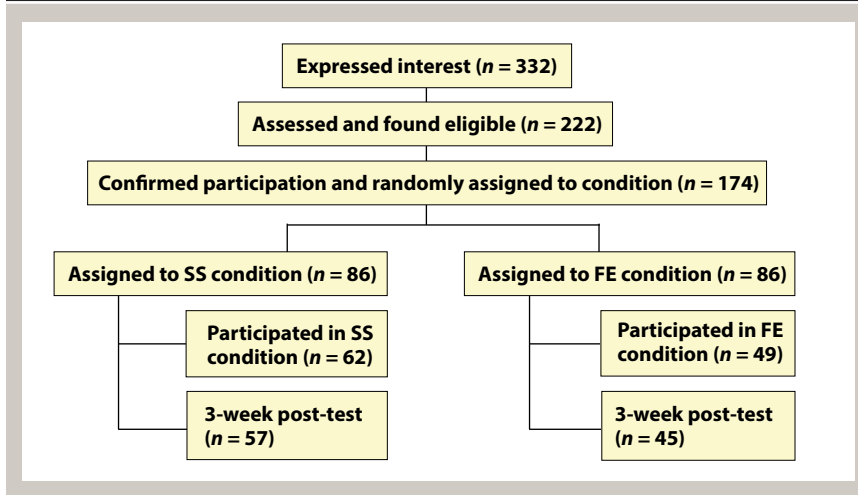 Expressed interest (n = 332)
Assessed and found eligible (n = 222)
Confirmed participation and randomly assigned to condition (n = 174)
Assigned to SS condition (n = 86)
Assigned to FE condition (n = 86)
Participated in SS
condition (n = 62)
Participated in FE
condition (n = 49)
3-week post-test
(n = 57)
3-week post-test
(n = 45)